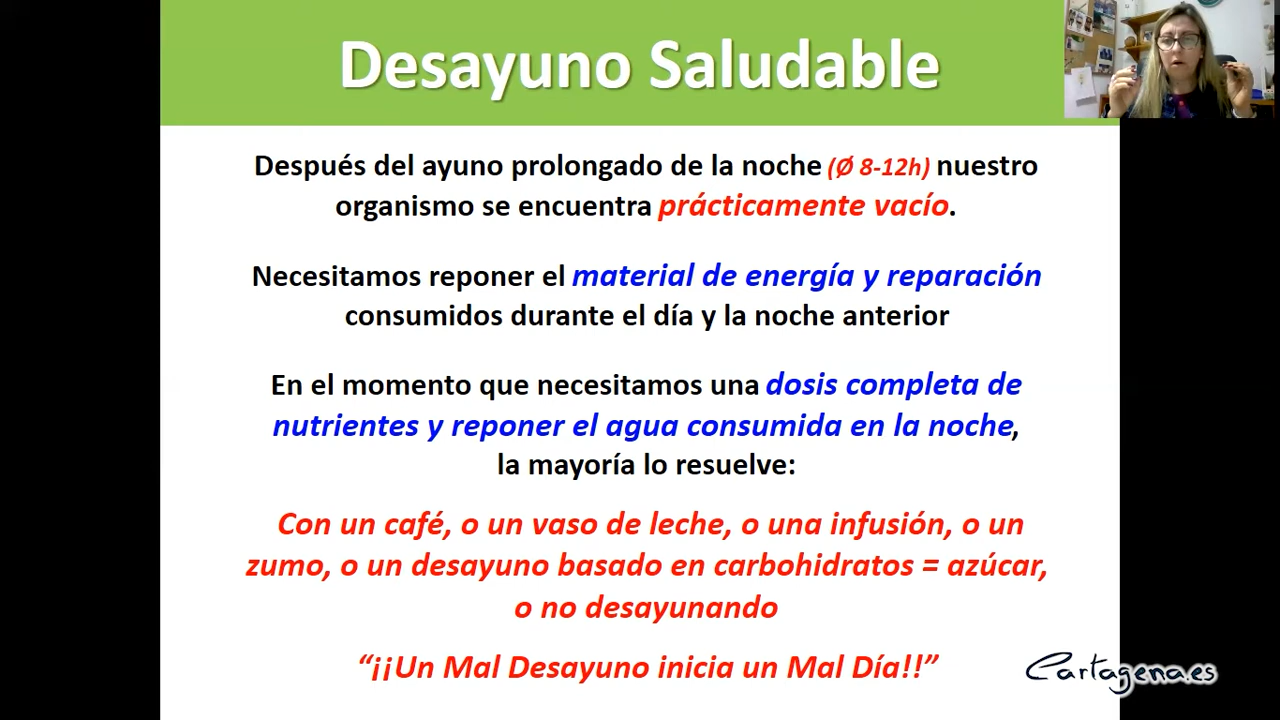 Desayuno Saludable
Después del ayuno prolongado de la noche (Ø 8-12h) nuestro
organismo se encuentra prácticamente vacío.
Necesitamos reponer el material de energía y reparación
consumidos durante el día y la noche anterior
En el momento que necesitamos una dosis completa de
nutrientes y reponer el agua consumida en la noche,
la mayoría lo resuelve:
Con un café, o un vaso de leche, o una infusión, o un
zumo, o un desayuno basado en carbohidratos = azúcar,
o no desayunando
“¡¡Un Mal Desayuno inicia un Mal Día!!”
Cartagena.es